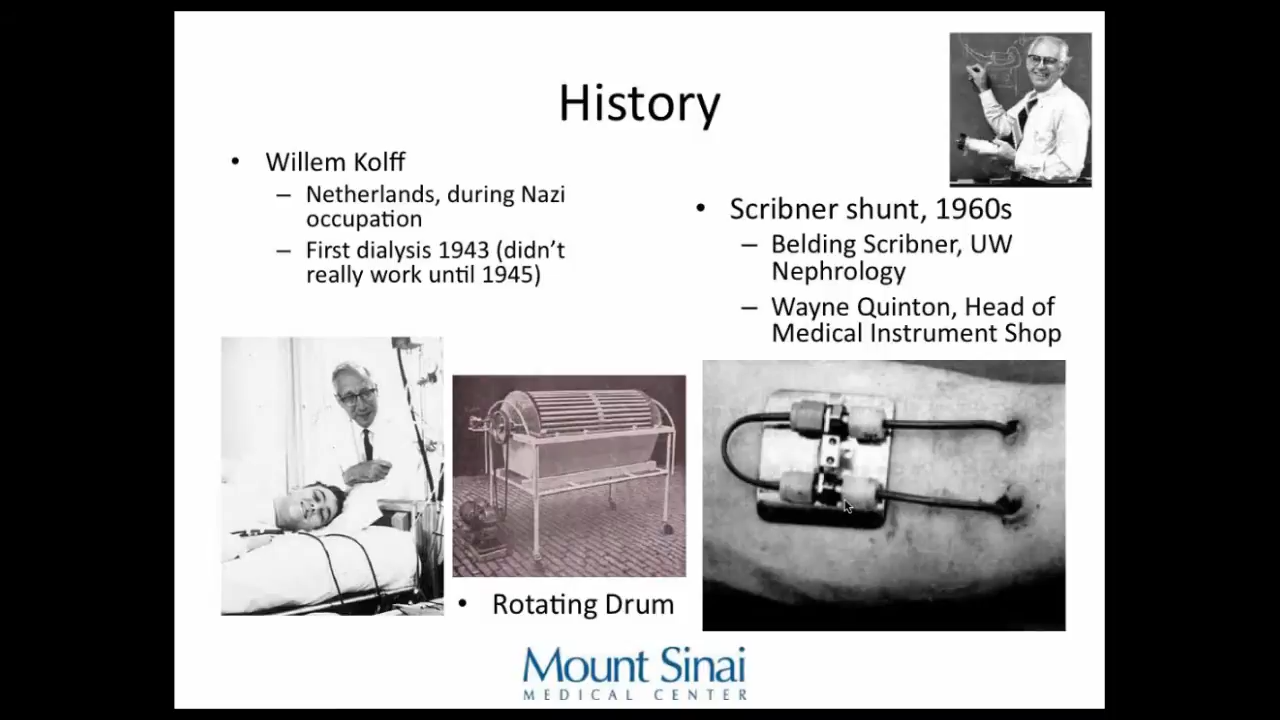 History
• Willem Kolff
– Netherlands, during Nazi
occupation
– First dialysis 1943 (didn't
really work until 1945)
• Scribner shunt, 1960s
– Belding Scribner, UW
Nephrology
– Wayne Quinton, Head of
Medical Instrument Shop
• Rotating Drum
Mount Sinai
MEDICAL CENTER